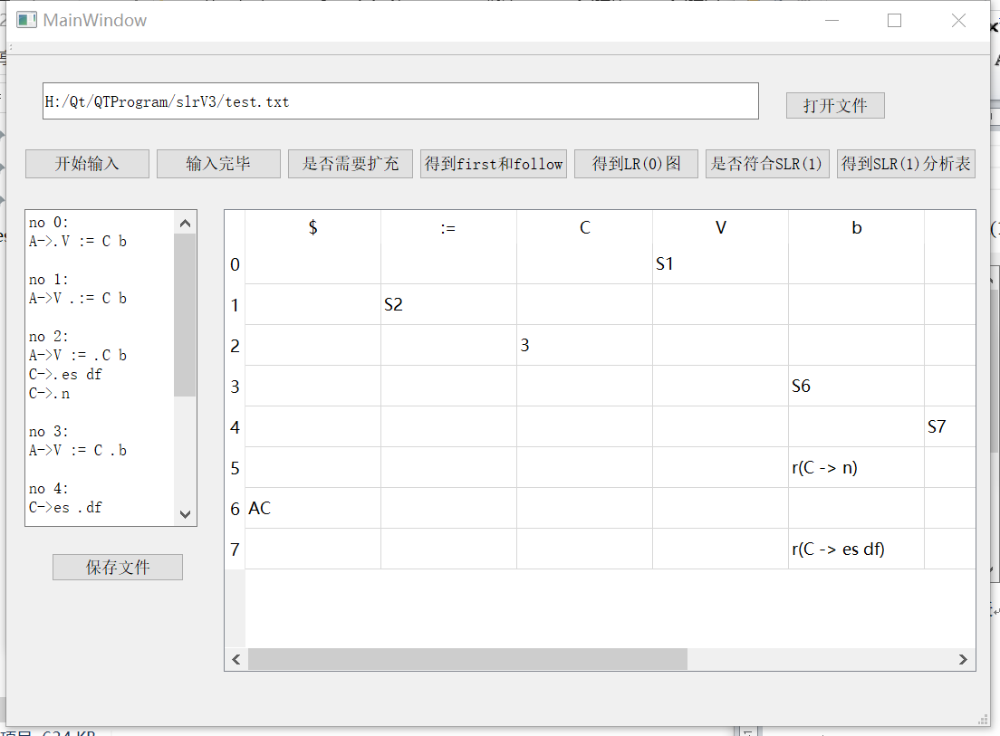 MainWindow
H:/Qt/QTProgram/slrV3/test.txt
打开文件
开始输入 输入完毕 是否需要扩充 得到first和follow 得到LR(0)图 是否符合SLR(1) 得到SLR(1)分析表
no 0:
A->.V := C b
no 1:
A->V .:= C b
no 2:
A->V := .C b
C->.es df
C->.n
no 3:
A->V := C .b
no 4:
C->es .df
保存文件
$ := C V b
0 S1
1 S2
2 3
3 S6
4 S7
5 r(C -> n)
6 AC
7 r(C -> es df)